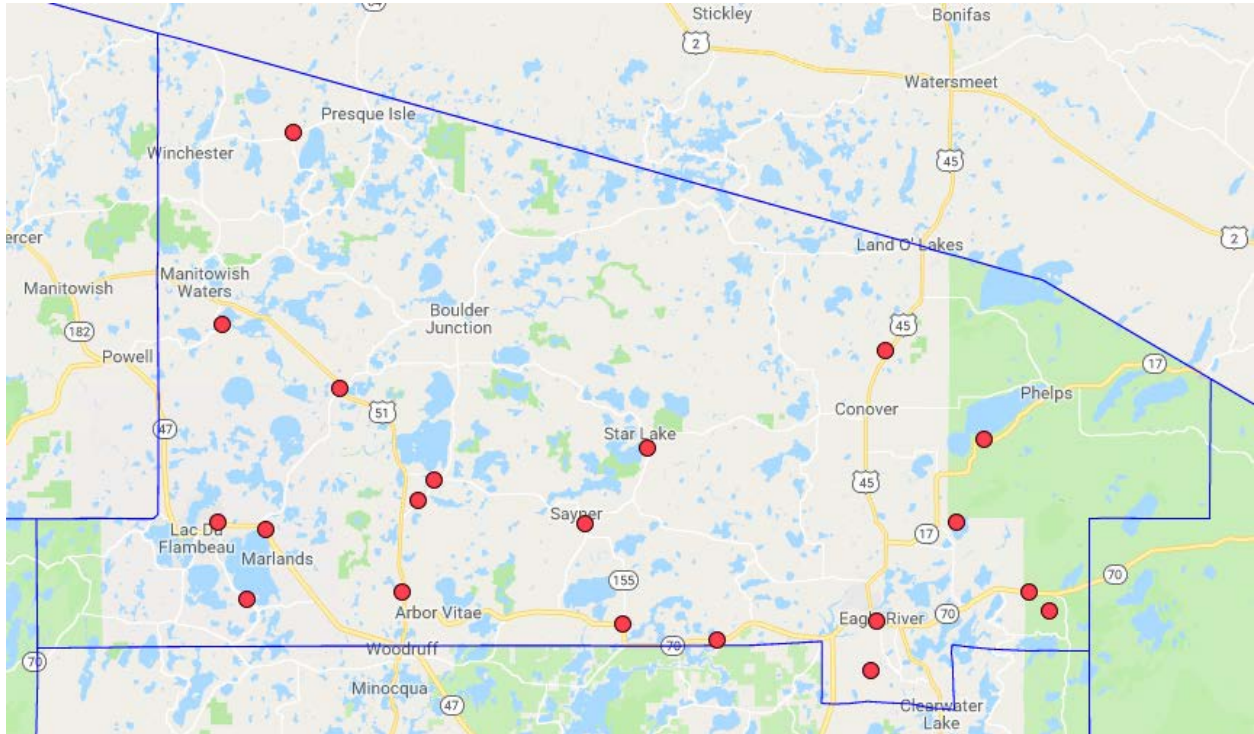 64
Stickley
Bonifas
2
Watersmeet
Presque Isle
Winchester
45
ercer
Land O' Lakes
2
Manitowish
Waters
Manitowish
Boulder
Junction
182
45
Powell
17
Phelps
51
Conover
47
Star Lake
45
Sayner
Lac Du
Flambeau
17
Marlands
155
70
Arbor Vitae
Eagle River
70
Woodruff
70
70
Minocqua
47
Clearwater
Lake